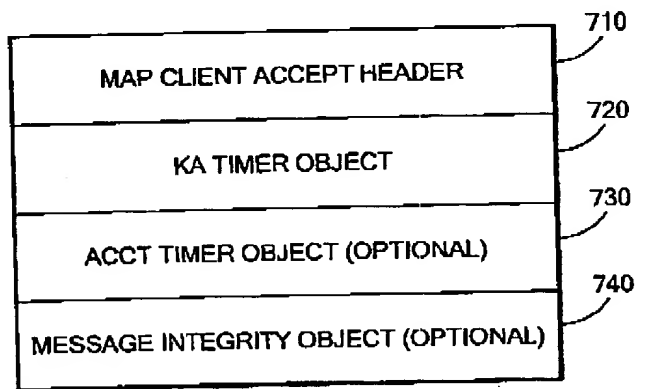 710
MAP CLIENT ACCEPT HEADER
720
KA TIMER OBJECT
730
ACCT TIMER OBJECT (OPTIONAL)
740
MESSAGE INTEGRITY OBJECT (OPTIONAL)